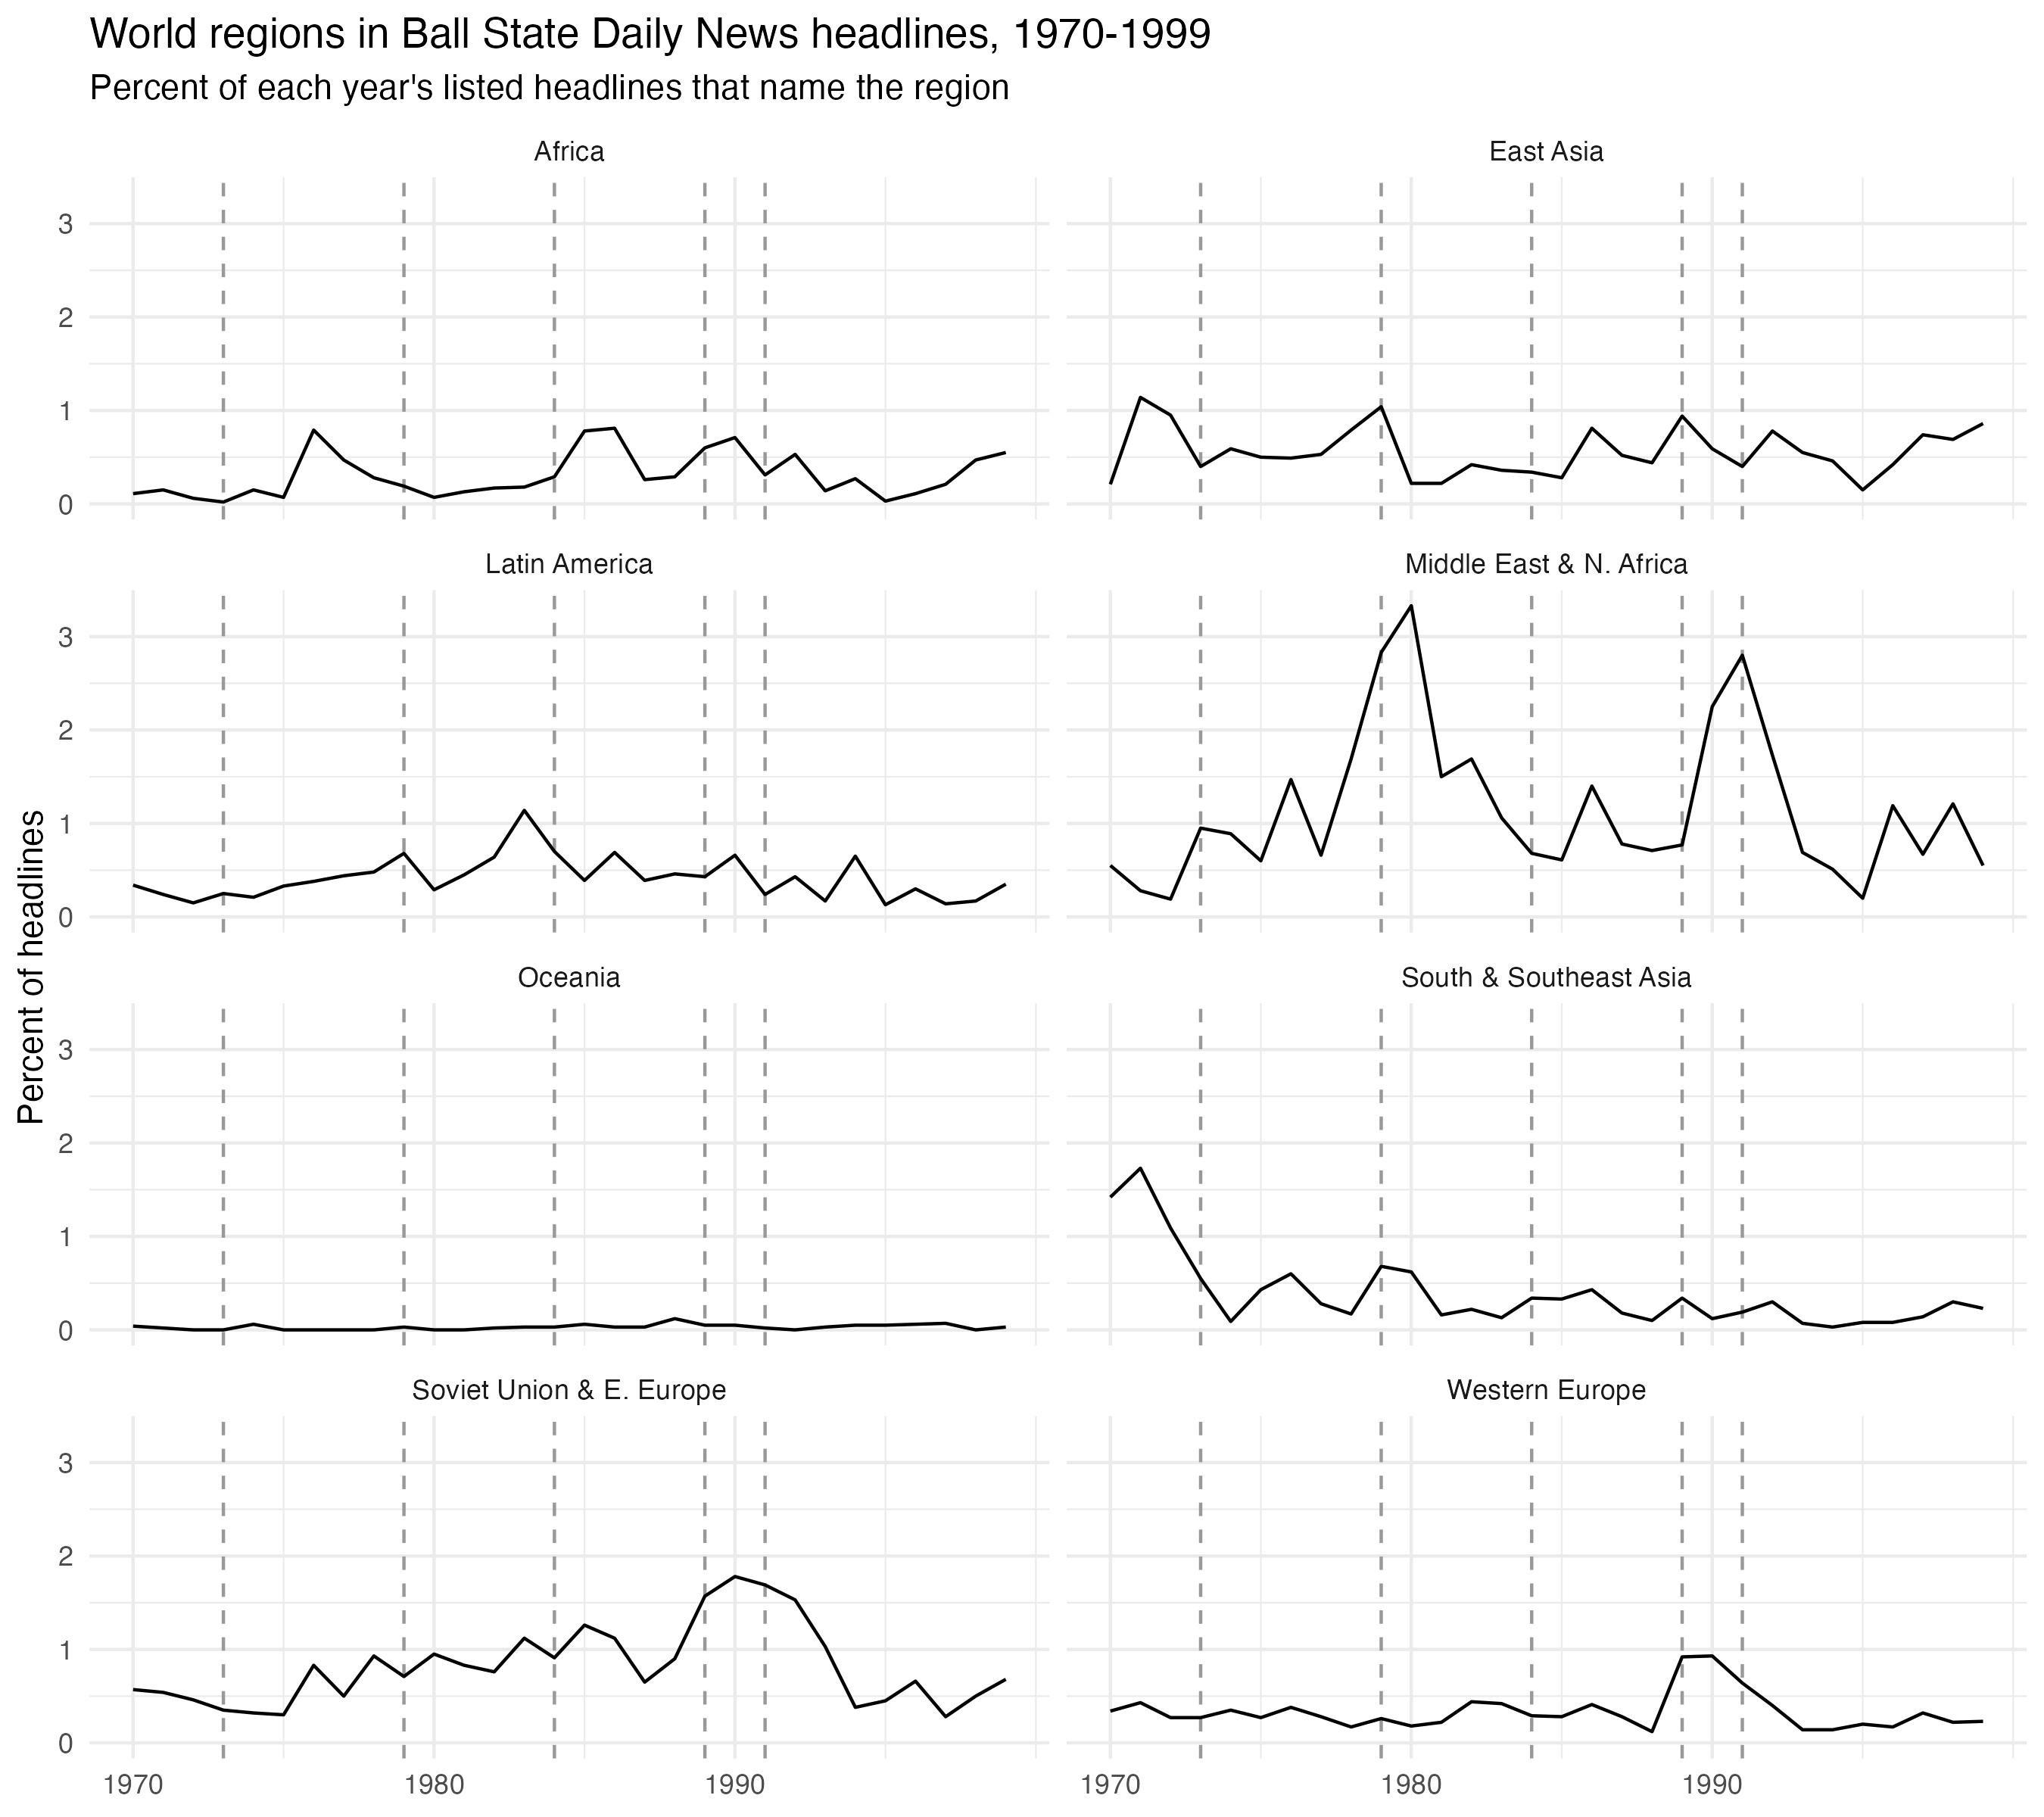 World regions in Ball State Daily News headlines, 1970-1999
Percent of each year's listed headlines that name the region
Africa
East Asia
3
2
1
0
Latin America
Middle East & N. Africa
3
2
1
0
Percent of headlines
Oceania
South & Southeast Asia
3
2
1
0
Soviet Union & E. Europe
Western Europe
3
2
1
0
1970 1980 1990
1970 1980 1990